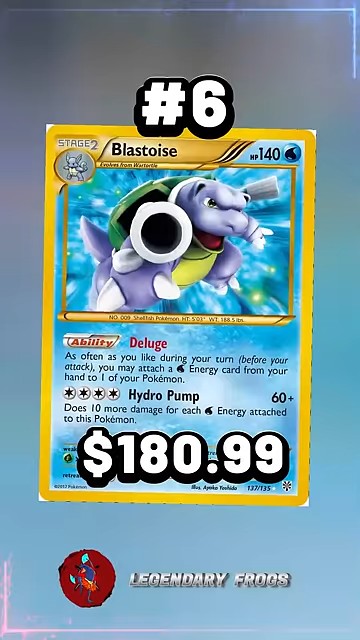 #6
STAGE2
Blastoise
HP140
Evolves from Wartortle
NO. 009 Shellfish Pokémon. HT: 5'03" WT: 188.5 lbs.
Ability Deluge
As often as you like during your turn (before your
attack), you may attach a Energy card from your
hand to 1 of your Pokémon.
Hydro Pump 60+
Does 10 more damage for each Energy attached
to this Pokémon.
$180.99
Illus. Ayaka Yoshida 137/135
LEGENDARY FROGS